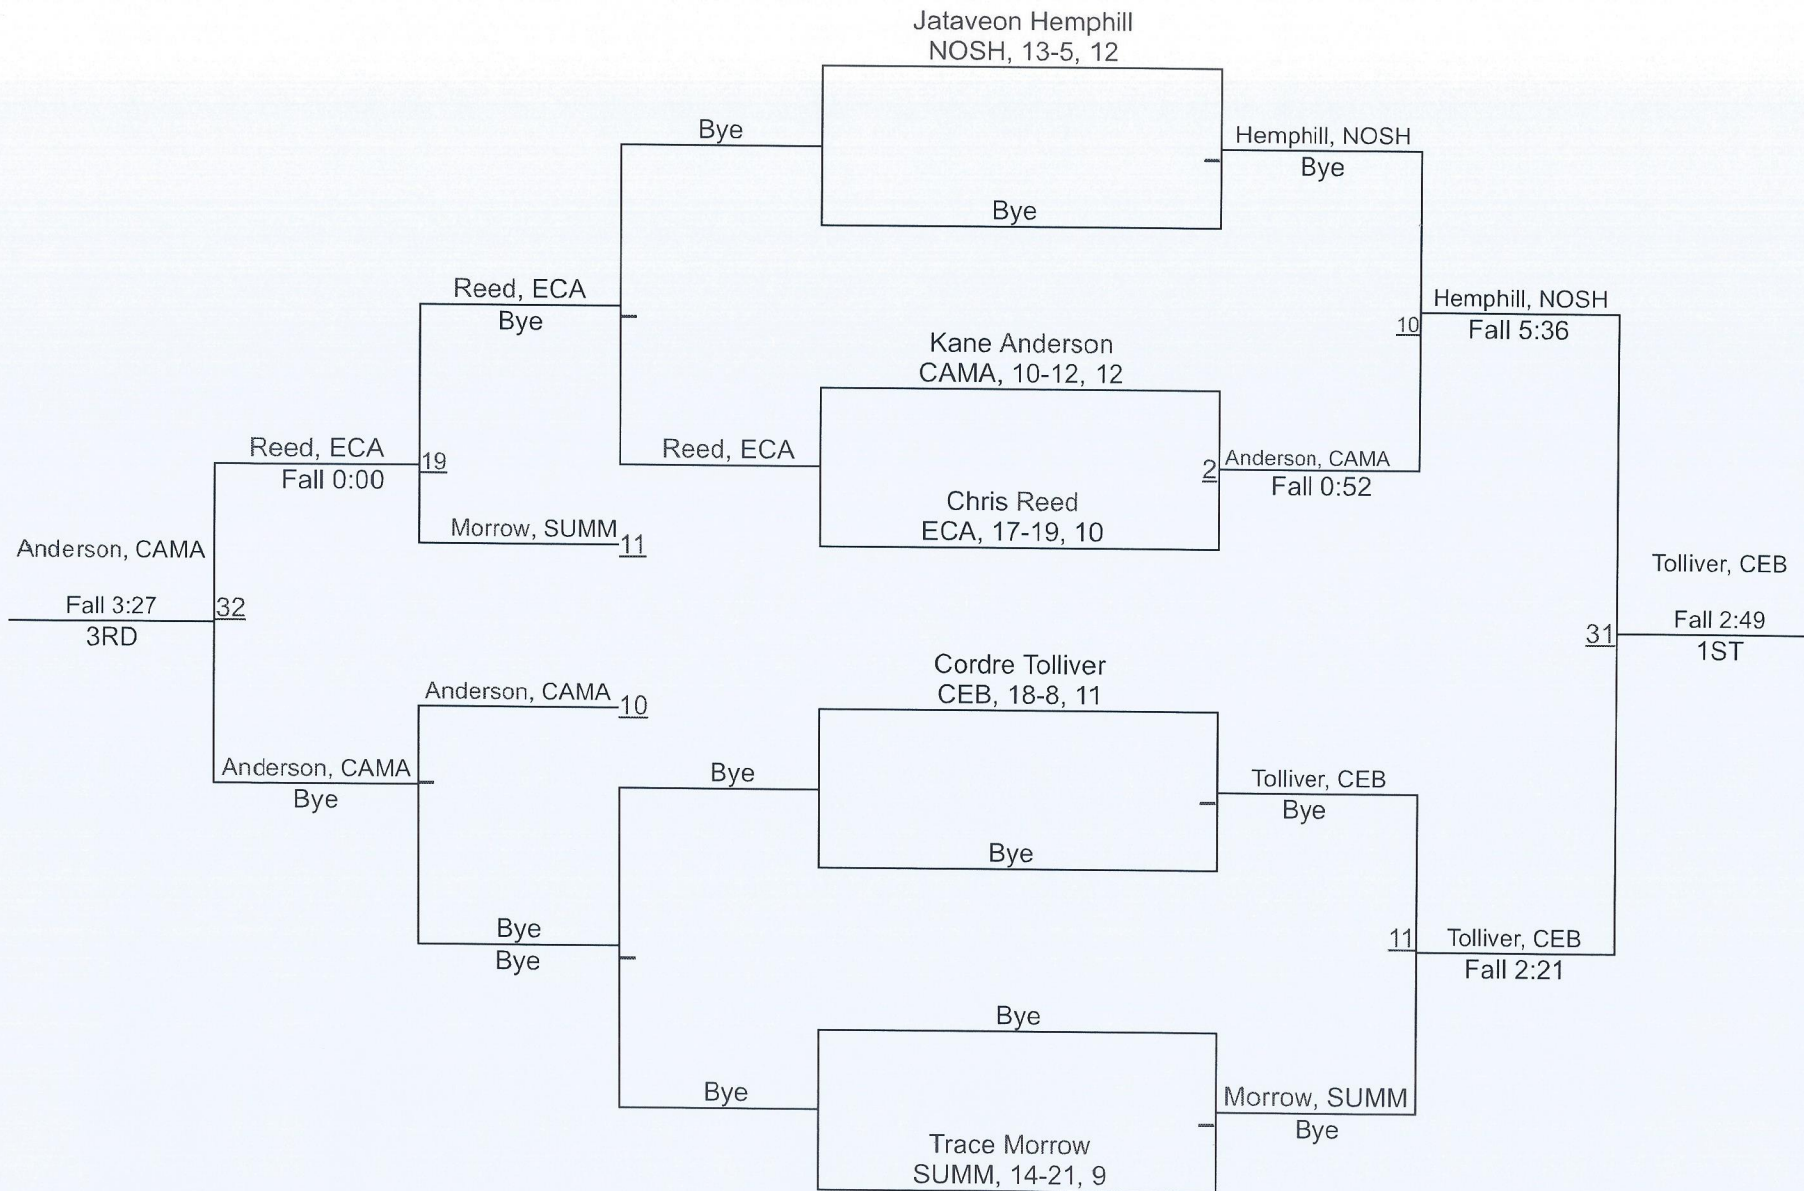 Jataveon Hemphill
NOSH, 13-5, 12
Bye
Hemphill, NOSH
Bye
Bye
Reed, ECA
Bye
Hemphill, NOSH
10
Fall 5:36
Kane Anderson
CAMA, 10-12, 12
Reed, ECA
19
Fall 0:00
Reed, ECA
2
Anderson, CAMA
Fall 0:52
Chris Reed
ECA, 17-19, 10
Morrow, SUMM
11
Anderson, CAMA
Fall 3:27
32
3RD
Tolliver, CEB
Fall 2:49
31
1ST
Cordre Tolliver
CEB, 18-8, 11
Anderson, CAMA
10
Anderson, CAMA
Bye
Bye
Tolliver, CEB
Bye
Bye
Bye
Bye
11
Tolliver, CEB
Fall 2:21
Bye
Bye
Morrow, SUMM
Bye
Trace Morrow
SUMM, 14-21, 9